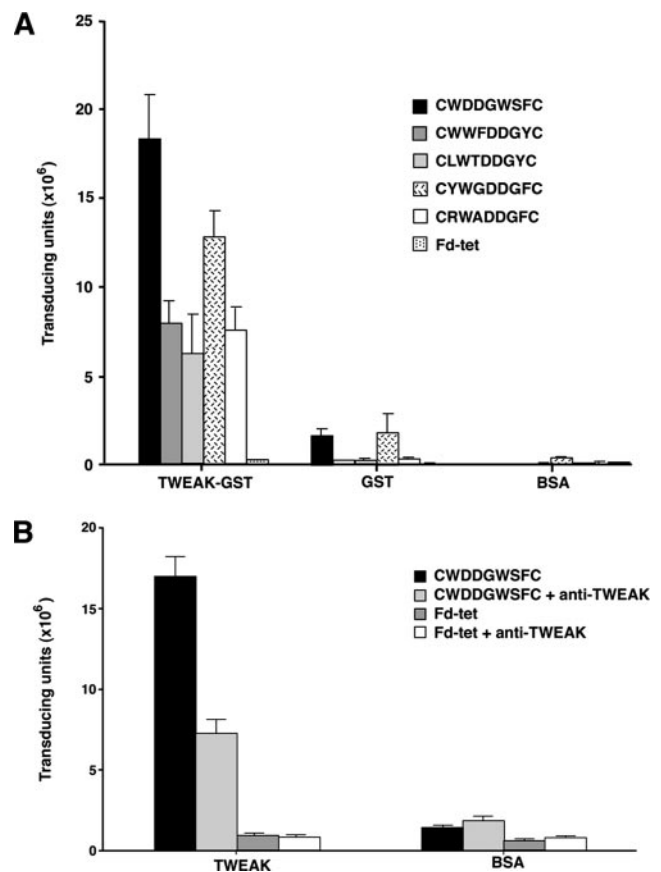 A
Transducing units (x10⁶)
25
20
15
10
5
0
CWDDGWSFC
CWWFDDGYC
CLWTDDGYC
CYWGDDGFC
CRWADDGFC
Fd-tet
TWEAK-GST GST BSA
B
Transducing units (x10⁶)
20
15
10
5
0
CWDDGWSFC
CWDDGWSFC + anti-TWEAK
Fd-tet
Fd-tet + anti-TWEAK
TWEAK BSA